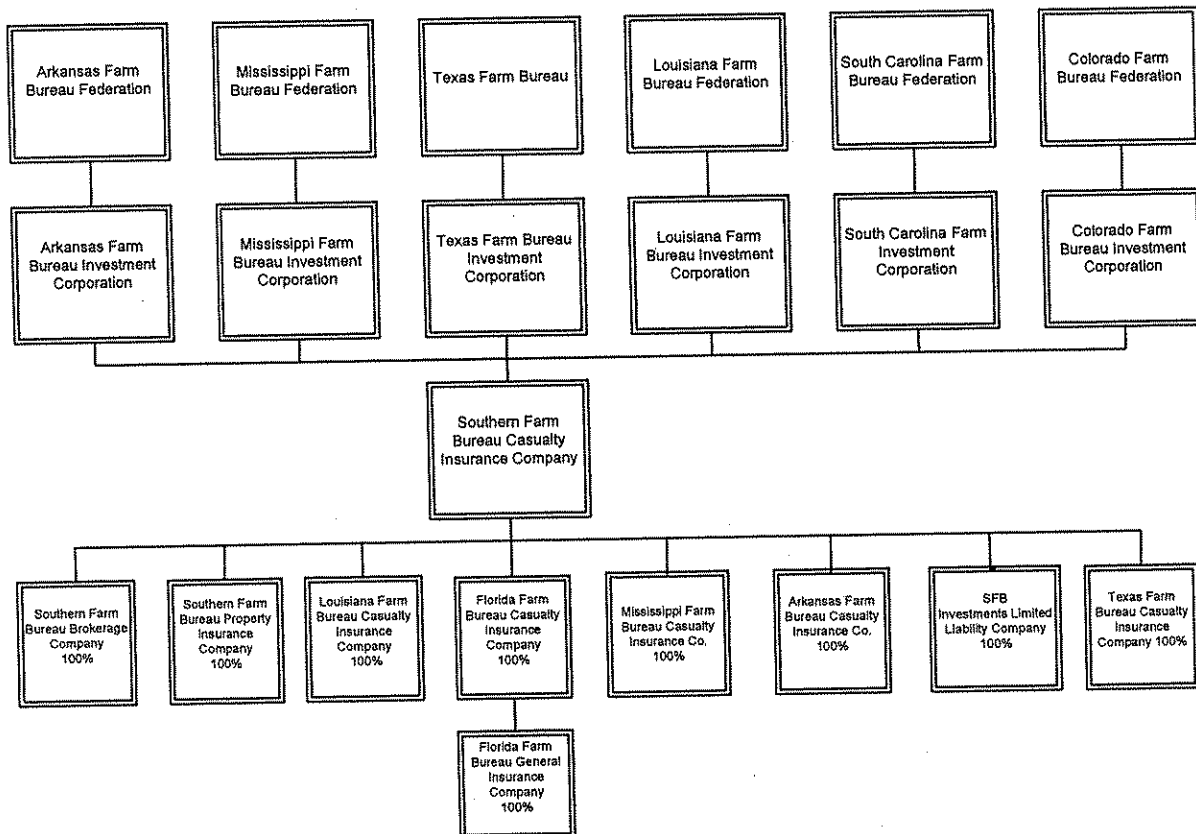 Arkansas Farm
Bureau Federation
Mississippi Farm
Bureau Federation
Texas Farm Bureau
Louisiana Farm
Bureau Federation
South Carolina Farm
Bureau Federation
Colorado Farm
Bureau Federation
Arkansas Farm
Bureau Investment
Corporation
Mississippi Farm
Bureau Investment
Corporation
Texas Farm Bureau
Investment
Corporation
Louisiana Farm
Bureau Investment
Corporation
South Carolina Farm
Investment
Corporation
Colorado Farm
Bureau Investment
Corporation
Southern Farm
Bureau Casualty
Insurance Company
Southern Farm
Bureau Brokerage
Company
100%
Southern Farm
Bureau Property
Insurance
Company
100%
Louisiana Farm
Bureau Casualty
Insurance
Company
100%
Florida Farm
Bureau Casualty
Insurance
Company
100%
Mississippi Farm
Bureau Casualty
Insurance Co.
100%
Arkansas Farm
Bureau Casualty
Insurance Co.
100%
SFB
Investments Limited
Liability Company
100%
Texas Farm
Bureau Casualty
Insurance
Company 100%
Florida Farm
Bureau General
Insurance
Company
100%